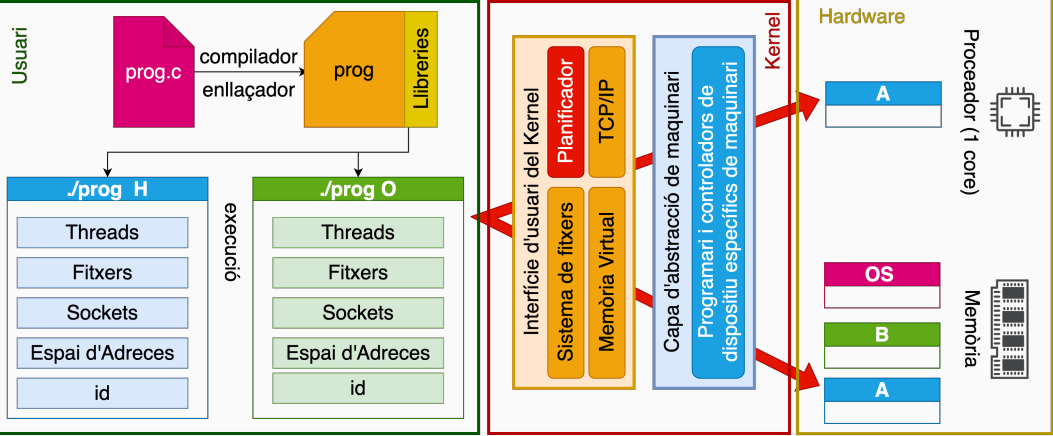 Usuari
prog.c
compilador
enllaçador
prog
Llibreries
./prog H
Threads
Fitxers
Sockets
Espai d'Adreces
id
execució
./prog O
Threads
Fitxers
Sockets
Espai d'Adreces
id
Kernel
Interfície d'usuari del Kernel
Planificador
TCP/IP
Sistema de fitxers
Memòria Virtual
Capa d'abstracció de maquinari
Programari i controladors de
dispositiu específics de maquinari
Hardware
A
Proceador (1 core)
OS
B
A
Memòria